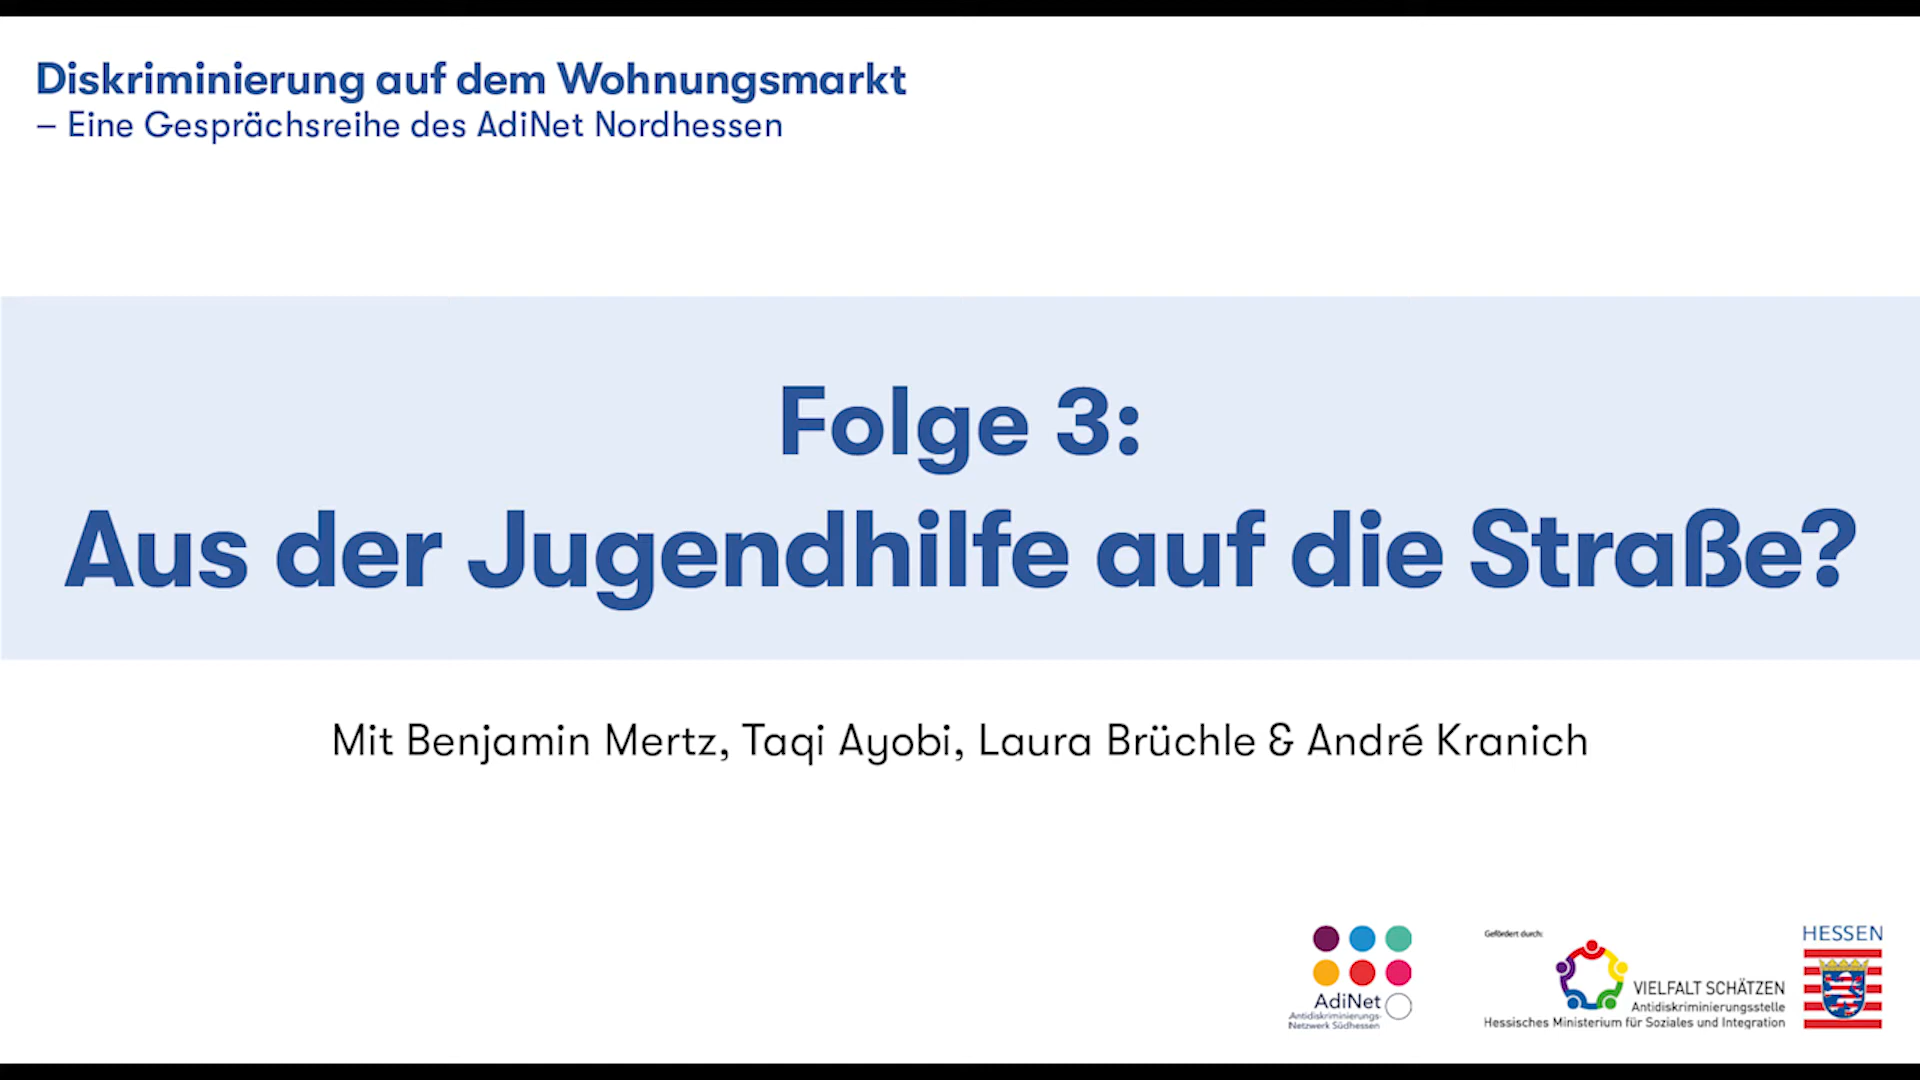 Diskriminierung auf dem Wohnungsmarkt
– Eine Gesprächsreihe des AdiNet Nordhessen
Folge 3:
Aus der Jugendhilfe auf die Straße?
Mit Benjamin Mertz, Taqi Ayobi, Laura Brüchle & André Kranich
AdiNet
Antidiskriminierungs-
Netzwerk Südhessen
Gefördert durch:
VIELFALT SCHÄTZEN
Antidiskriminierungsstelle
Hessisches Ministerium für Soziales und Integration
HESSEN